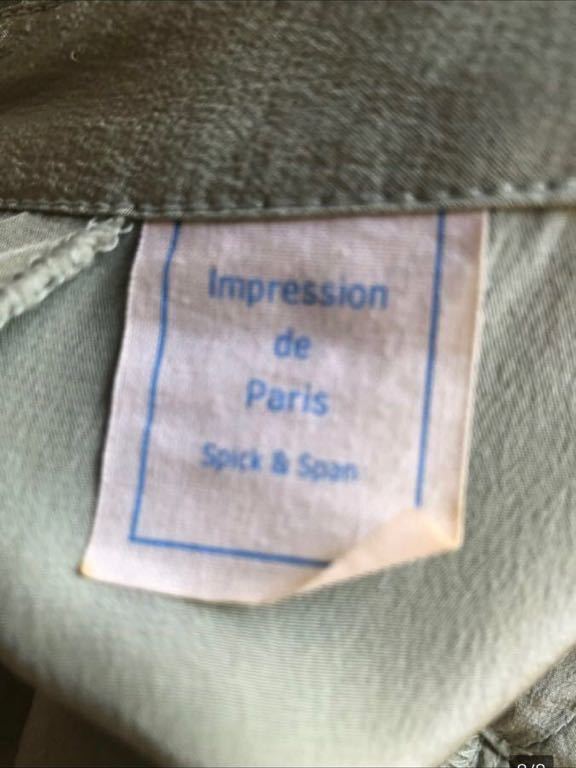 Impression
de
Paris
Spick & Span